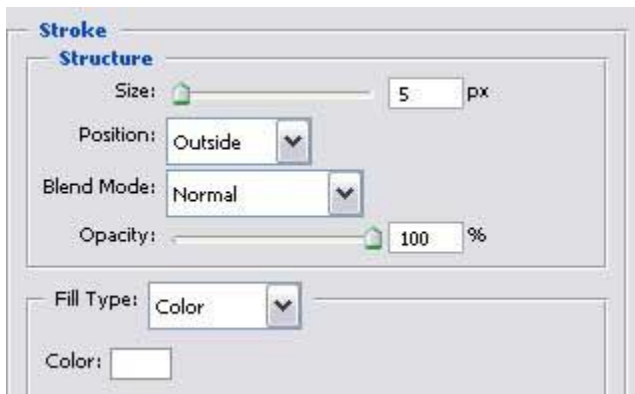 Stroke
Structure
Size: 5 px
Position: Outside
Blend Mode: Normal
Opacity: 100 %
Fill Type: Color
Color: